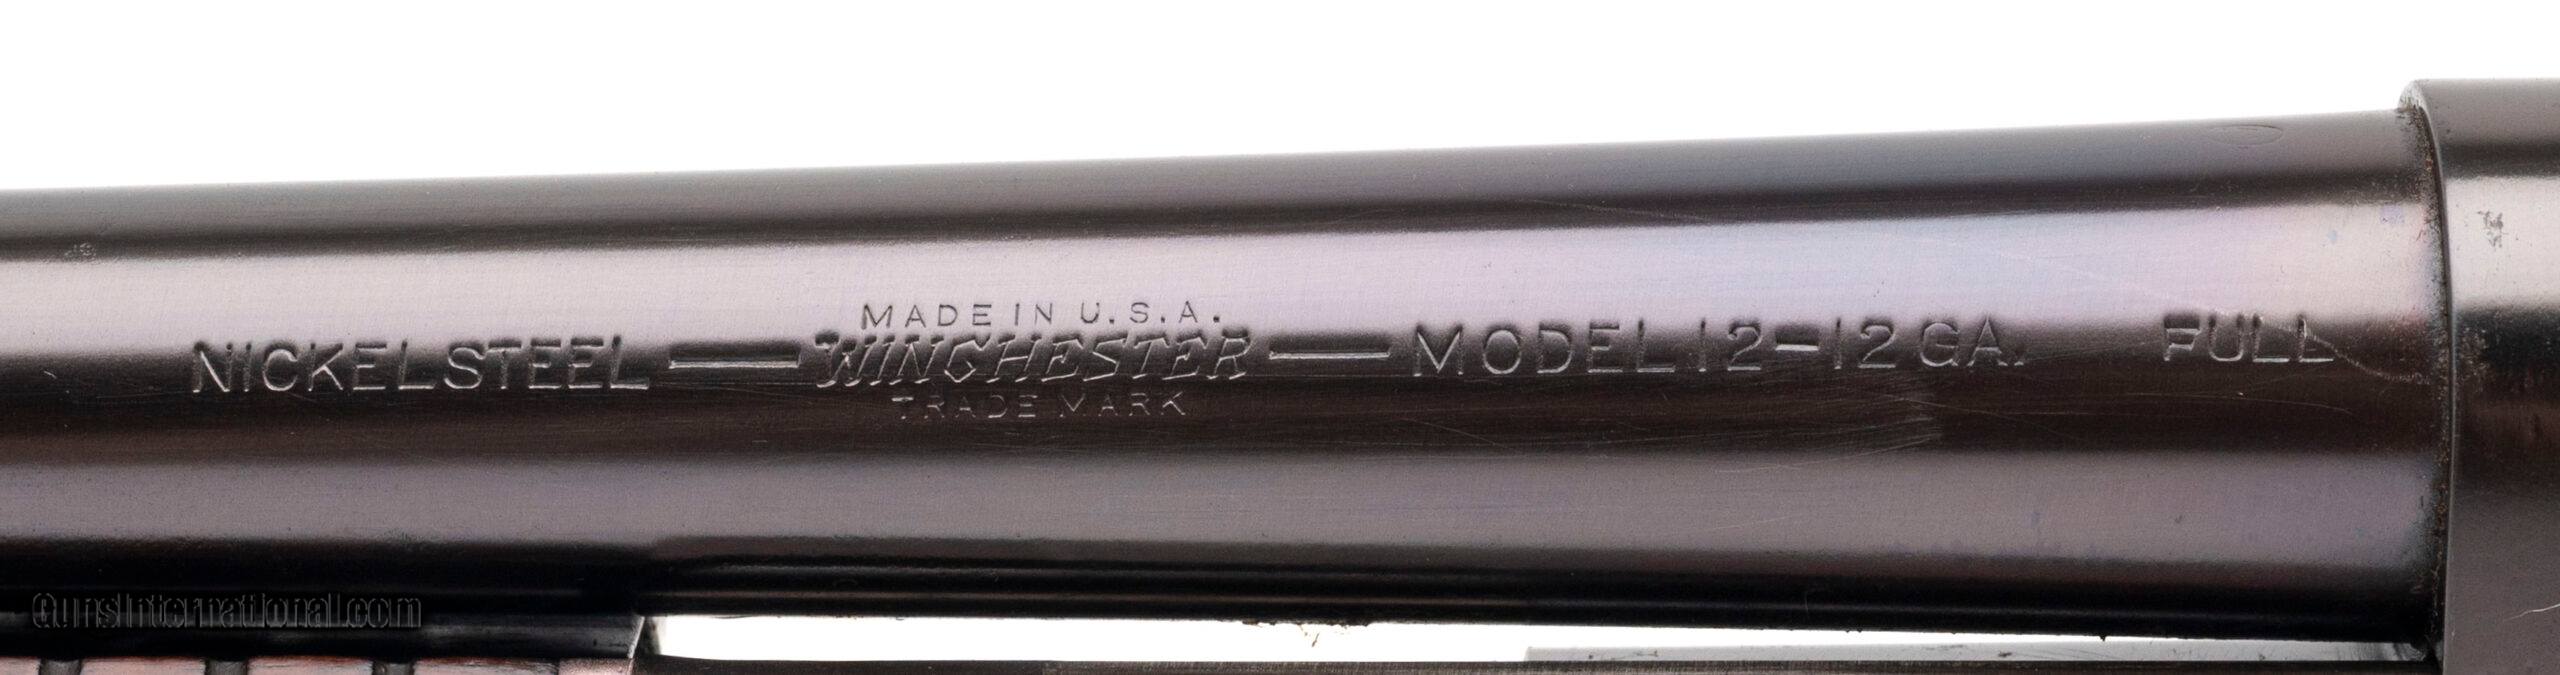 MADE IN U.S.A.
NICKEL STEEL — WINCHESTER — MODEL 12-12 GA. FULL
TRADE MARK
GunsInternational.com